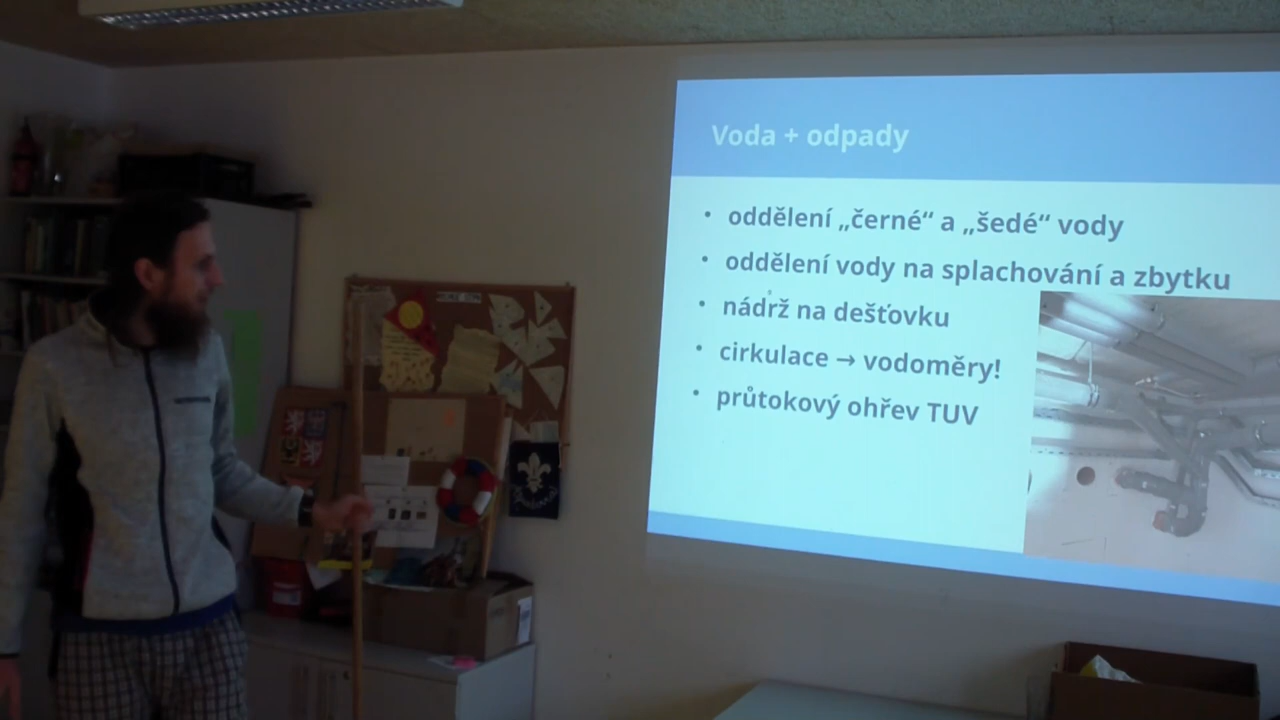 Voda + odpady
• oddělení „černé“ a „šedé“ vody
• oddělení vody na splachování a zbytku
• nádrž na dešťovku
• cirkulace → vodoměry!
• průtokový ohřev TUV